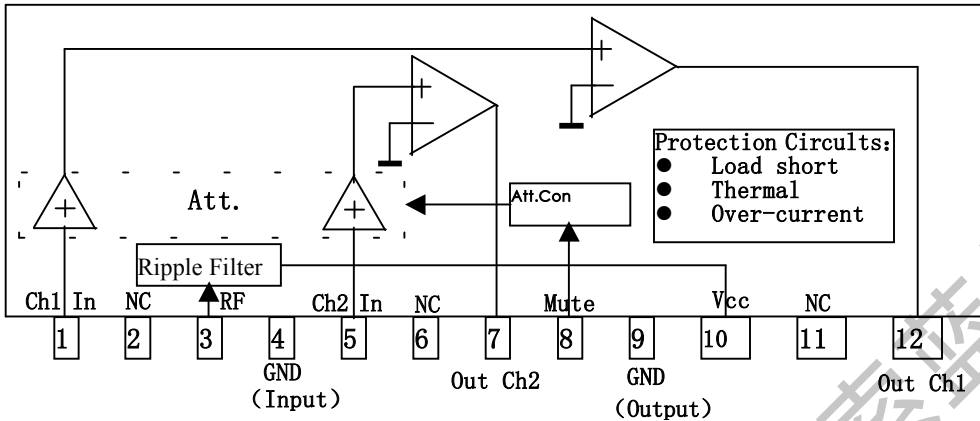 Protection Circults:
● Load short
● Thermal
● Over-current
Att.
Att.Con
Ripple Filter
Ch1 In NC RF Ch2 In NC Mute Vcc NC
1 2 3 4 5 6 7 8 9 10 11 12
GND
(Input)
Out Ch2
GND
(Output)
Out Ch1